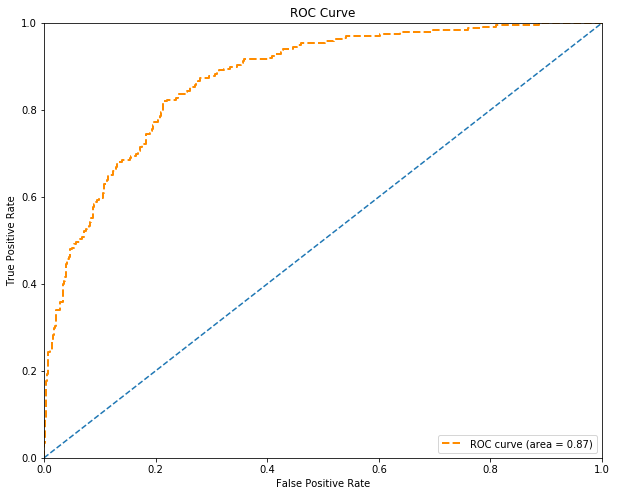 ROC Curve
1.0
0.8
0.6
0.4
0.2
0.0
True Positive Rate
0.0 0.2 0.4 0.6 0.8 1.0
False Positive Rate
ROC curve (area = 0.87)